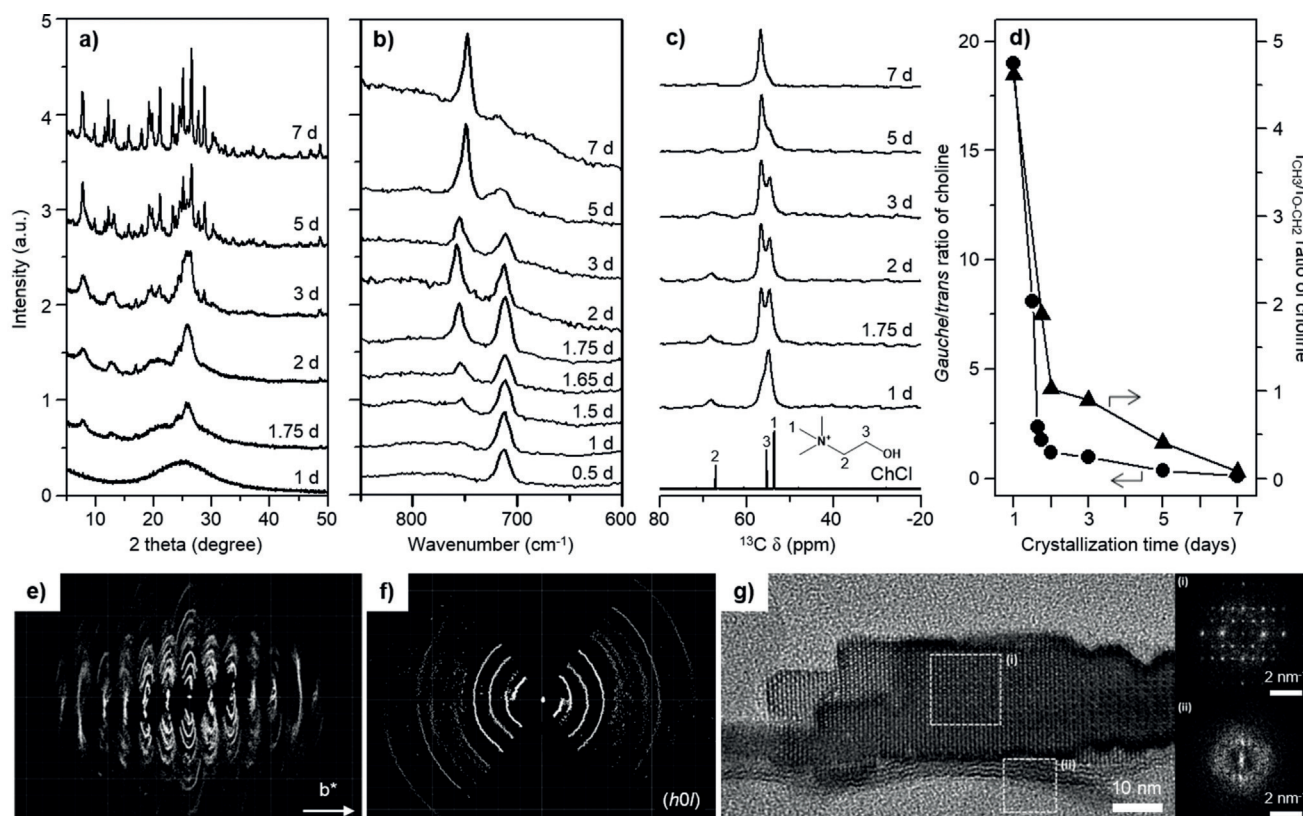 a)
Intensity (a.u.)
5
4
3
2
1
0
7 d
5 d
3 d
2 d
1.75 d
1 d
10 20 30 40 50
2 theta (degree)
b)
7 d
5 d
3 d
2 d
1.75 d
1.65 d
1.5 d
1 d
0.5 d
800 700 600
Wavenumber (cm⁻¹)
c)
7 d
5 d
3 d
2 d
1.75 d
1 d
2 3 1
1 N⁺ 2 3 OH
ChCl
80 60 40 20 0 -20
¹³C δ (ppm)
d)
Gauche/trans ratio of choline
20
15
10
5
0
5
4
3
2
1
0
ratio of choline
1 2 3 5 7
Crystallization time (days)
e)
b*
f)
(h0l)
g)
(i)
(ii)
10 nm
(i)
2 nm⁻
(ii)
2 nm⁻